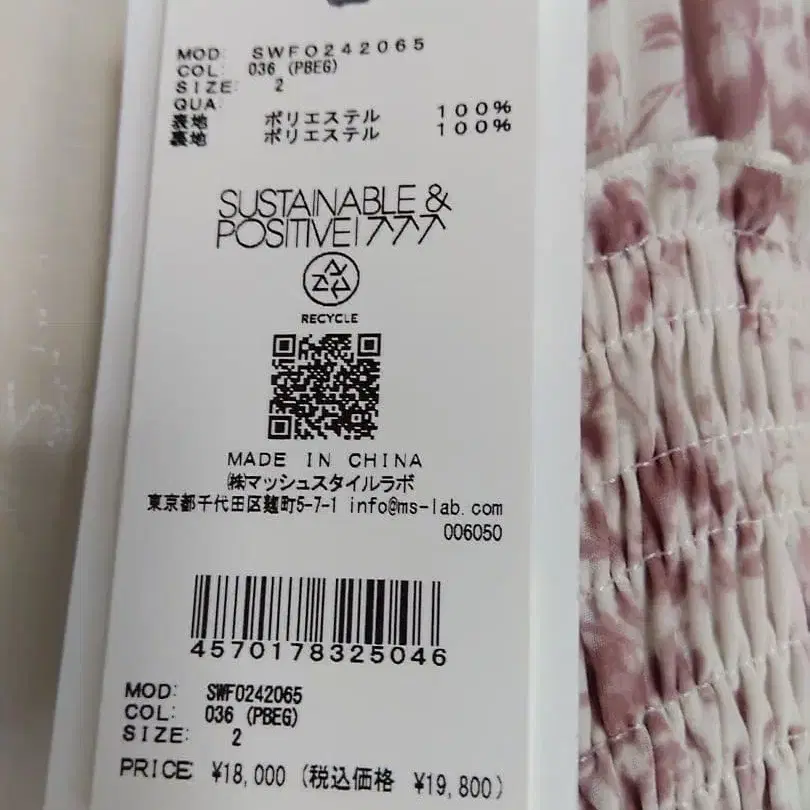 MOD: SWFO242065
COL: 036 (PBEG)
SIZE: 2
QUA:
表地 ポリエステル 100%
裏地 ポリエステル 100%
SUSTAINABLE &
POSITIVE!
RECYCLE
MADE IN CHINA
㈱マッシュスタイルラボ
東京都千代田区麹町5-7-1 info@ms-lab.com
006050
4570178325046
MOD: SWFO242065
COL: 036 (PBEG)
SIZE: 2
PRICE ¥18,000 (税込価格 ¥19,800)